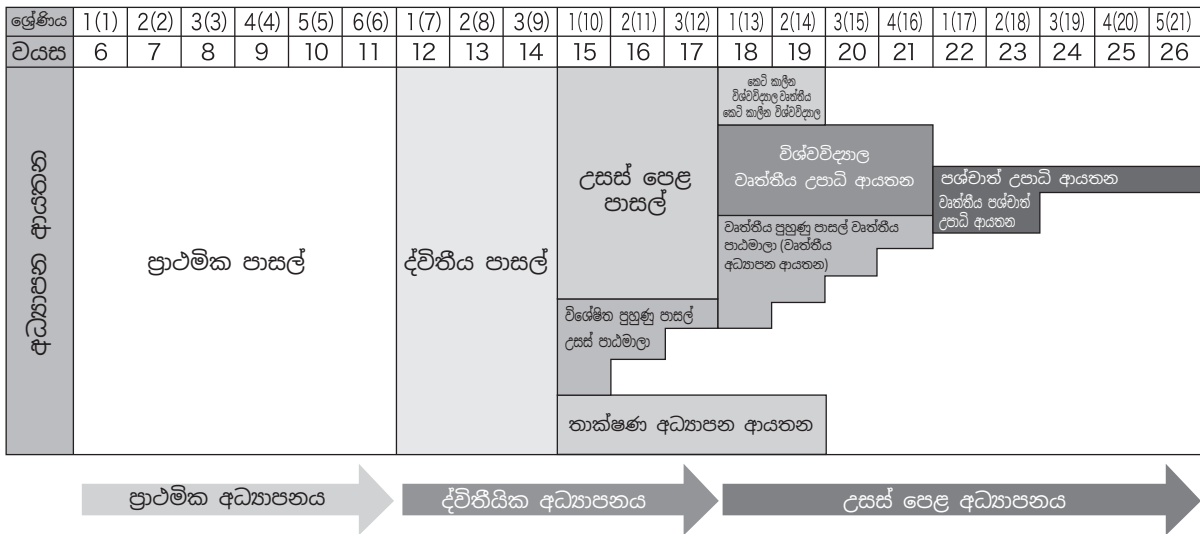 ශ්‍රේණිය 1(1) 2(2) 3(3) 4(4) 5(5) 6(6) 1(7) 2(8) 3(9) 1(10) 2(11) 3(12) 1(13) 2(14) 3(15) 4(16) 1(17) 2(18) 3(19) 4(20) 5(21)
වයස 6 7 8 9 10 11 12 13 14 15 16 17 18 19 20 21 22 23 24 25 26
අධ්‍යාපන ආයතන
ප්‍රාථමික පාසල්
ද්විතීය පාසල්
උසස් පෙළ
පාසල්
විශේෂිත පුහුණු පාසල්
උසස් පාඨමාලා
තාක්ෂණ අධ්‍යාපන ආයතන
කෙටි කාලීන
විශ්වවිද්‍යාල වෘත්තීය
කෙටි කාලීන විශ්වවිද්‍යාල
විශ්වවිද්‍යාල
වෘත්තීය උපාධි ආයතන
වෘත්තීය පුහුණු පාසල් වෘත්තීය
පාඨමාලා (වෘත්තීය
අධ්‍යාපන ආයතන)
පශ්චාත් උපාධි ආයතන
වෘත්තීය පශ්චාත්
උපාධි ආයතන
ප්‍රාථමික අධ්‍යාපනය
ද්විතීයික අධ්‍යාපනය
උසස් පෙළ අධ්‍යාපනය